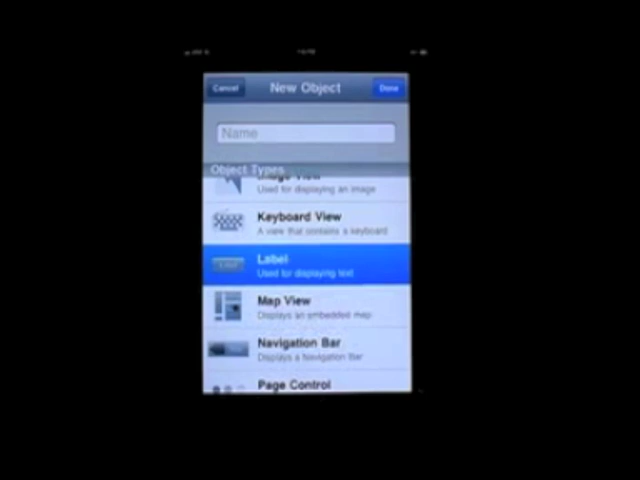 Cancel
New Object
Done
Name
Object Types
Image View
Used for displaying an image
Keyboard View
A view that contains a keyboard
Label
Used for displaying text
Map View
Displays an embedded map
Navigation Bar
Displays a Navigation Bar
Page Control